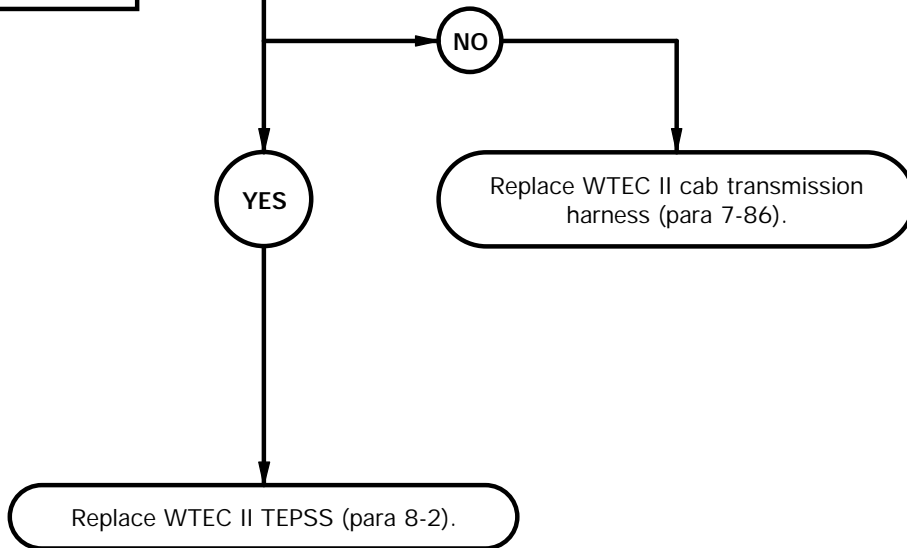 NO
YES
Replace WTEC II cab transmission
harness (para 7-86).
Replace WTEC II TEPSS (para 8-2).